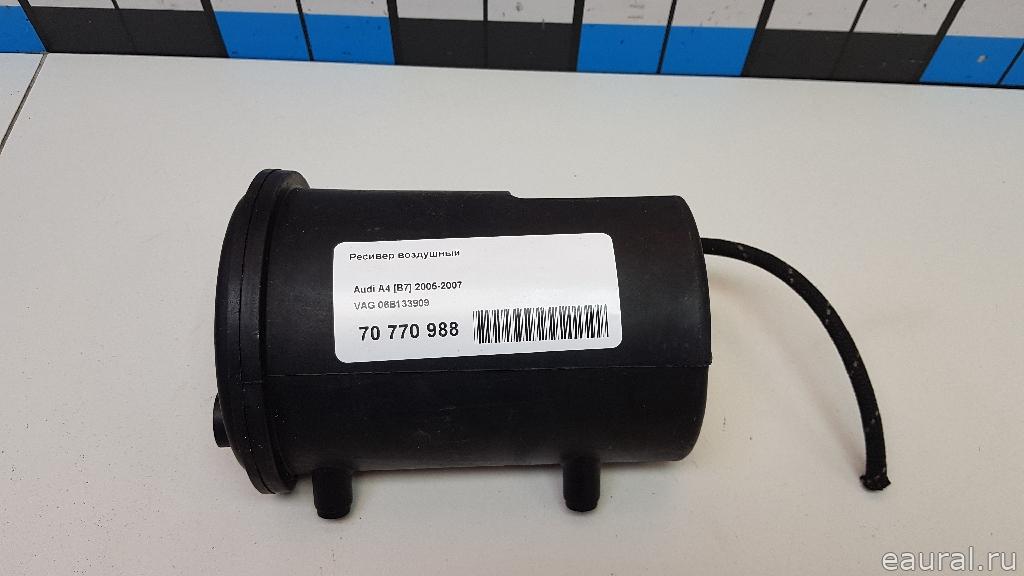 Ресивер воздушный
Audi A4 [B7] 2005-2007
VAG 06B133909
70 770 988
eaural.ru